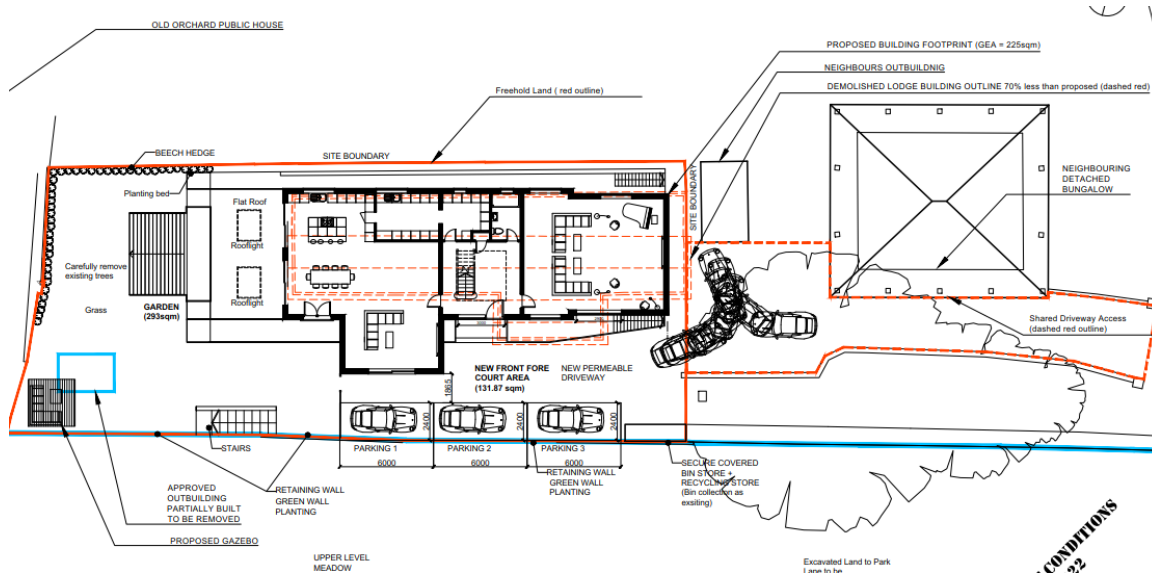 OLD ORCHARD PUBLIC HOUSE
PROPOSED BUILDING FOOTPRINT (GEA = 225sqm)
NEIGHBOURS OUTBUILDNIG
DEMOLISHED LODGE BUILDING OUTLINE 70% less than proposed (dashed red)
Freehold Land ( red outline)
BEECH HEDGE
SITE BOUNDARY
SITE BOUNDARY
NEIGHBOURING
DETACHED
BUNGALOW
Planting bed
Flat Roof
Rooflight
Carefully remove
existing trees
Rooflight
GARDEN
(293sqm)
Grass
Shared Driveway Access
(dashed red outline)
NEW FRONT FORE
COURT AREA
(131.87 sqm)
NEW PERMEABLE
DRIVEWAY
1865
2400
2400
2400
STAIRS
PARKING 1
PARKING 2
PARKING 3
6000
6000
6000
RETAINING WALL
GREEN WALL
PLANTING
SECURE COVERED
BIN STORE +
RECYCLING STORE
(Bin collection as
exsiting)
APPROVED
OUTBUILDING
PARTIALLY BUILT
TO BE REMOVED
RETAINING WALL
GREEN WALL
PLANTING
PROPOSED GAZEBO
UPPER LEVEL
MEADOW
Excavated Land to Park
Lane to be
CONDITIONS
22